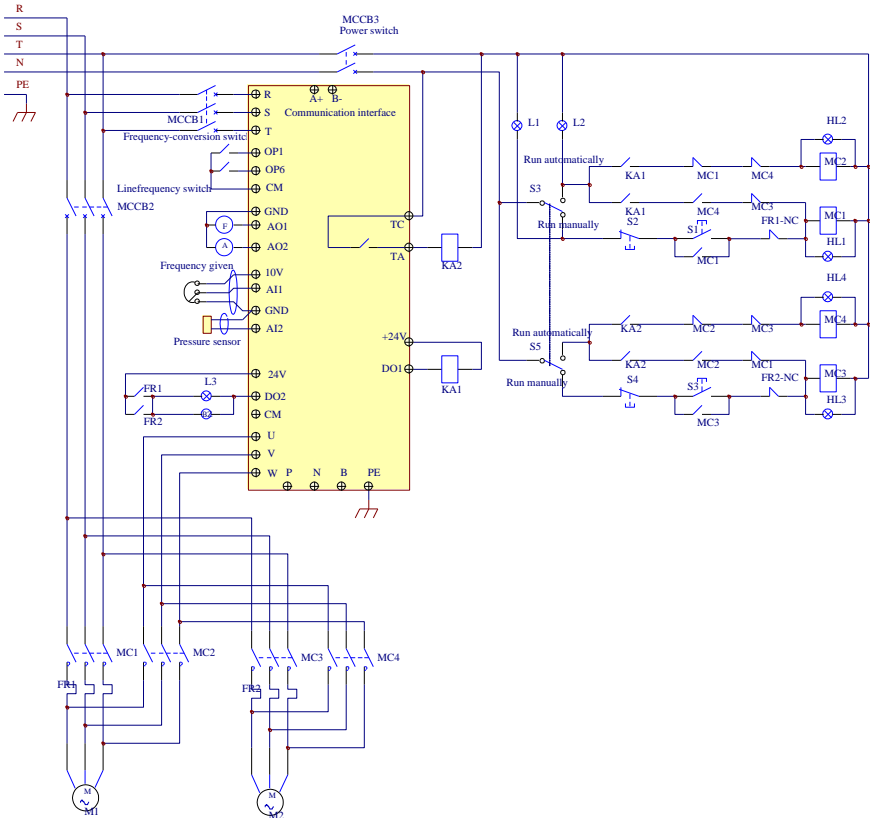 R
S
T
N
PE
MCCB3
Power switch
MCCB1
Frequency-conversion switc
Linefrequency switch
MCCB2
R
S
T
A+ B-
Communication interface
OP1
OP6
CM
GND
AO1
AO2
F
A
Frequency given
10V
AI1
GND
AI2
Pressure sensor
TC
TA
KA2
+24V
DO1
KA1
24V
DO2
CM
FR1
FR2
L3
U
V
W
P
N
B
PE
L1
L2
Run automatically
S3
Run manually
KA1
MC1
MC4
HL2
MC2
KA1
MC4
MC3
MC1
S2
S1
MC1
FR1-NC
HL1
Run automatically
S5
Run manually
KA2
MC2
MC3
HL4
MC4
KA2
MC2
MC1
MC3
S4
S3
MC3
FR2-NC
HL3
MC1
MC2
MC3
MC4
FR1
FR2
M
M1
M
M2